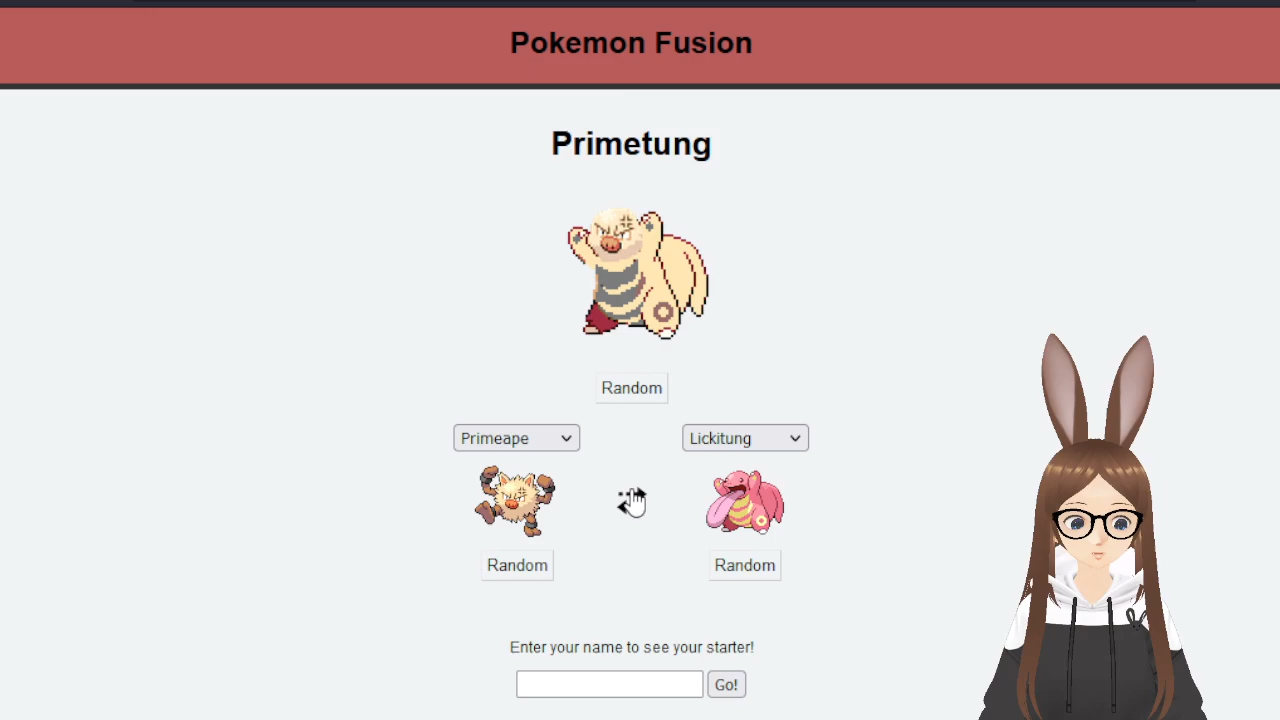 Pokemon Fusion
Primetung
Random
Primeape
Lickitung
Random
Random
Enter your name to see your starter!
Go!